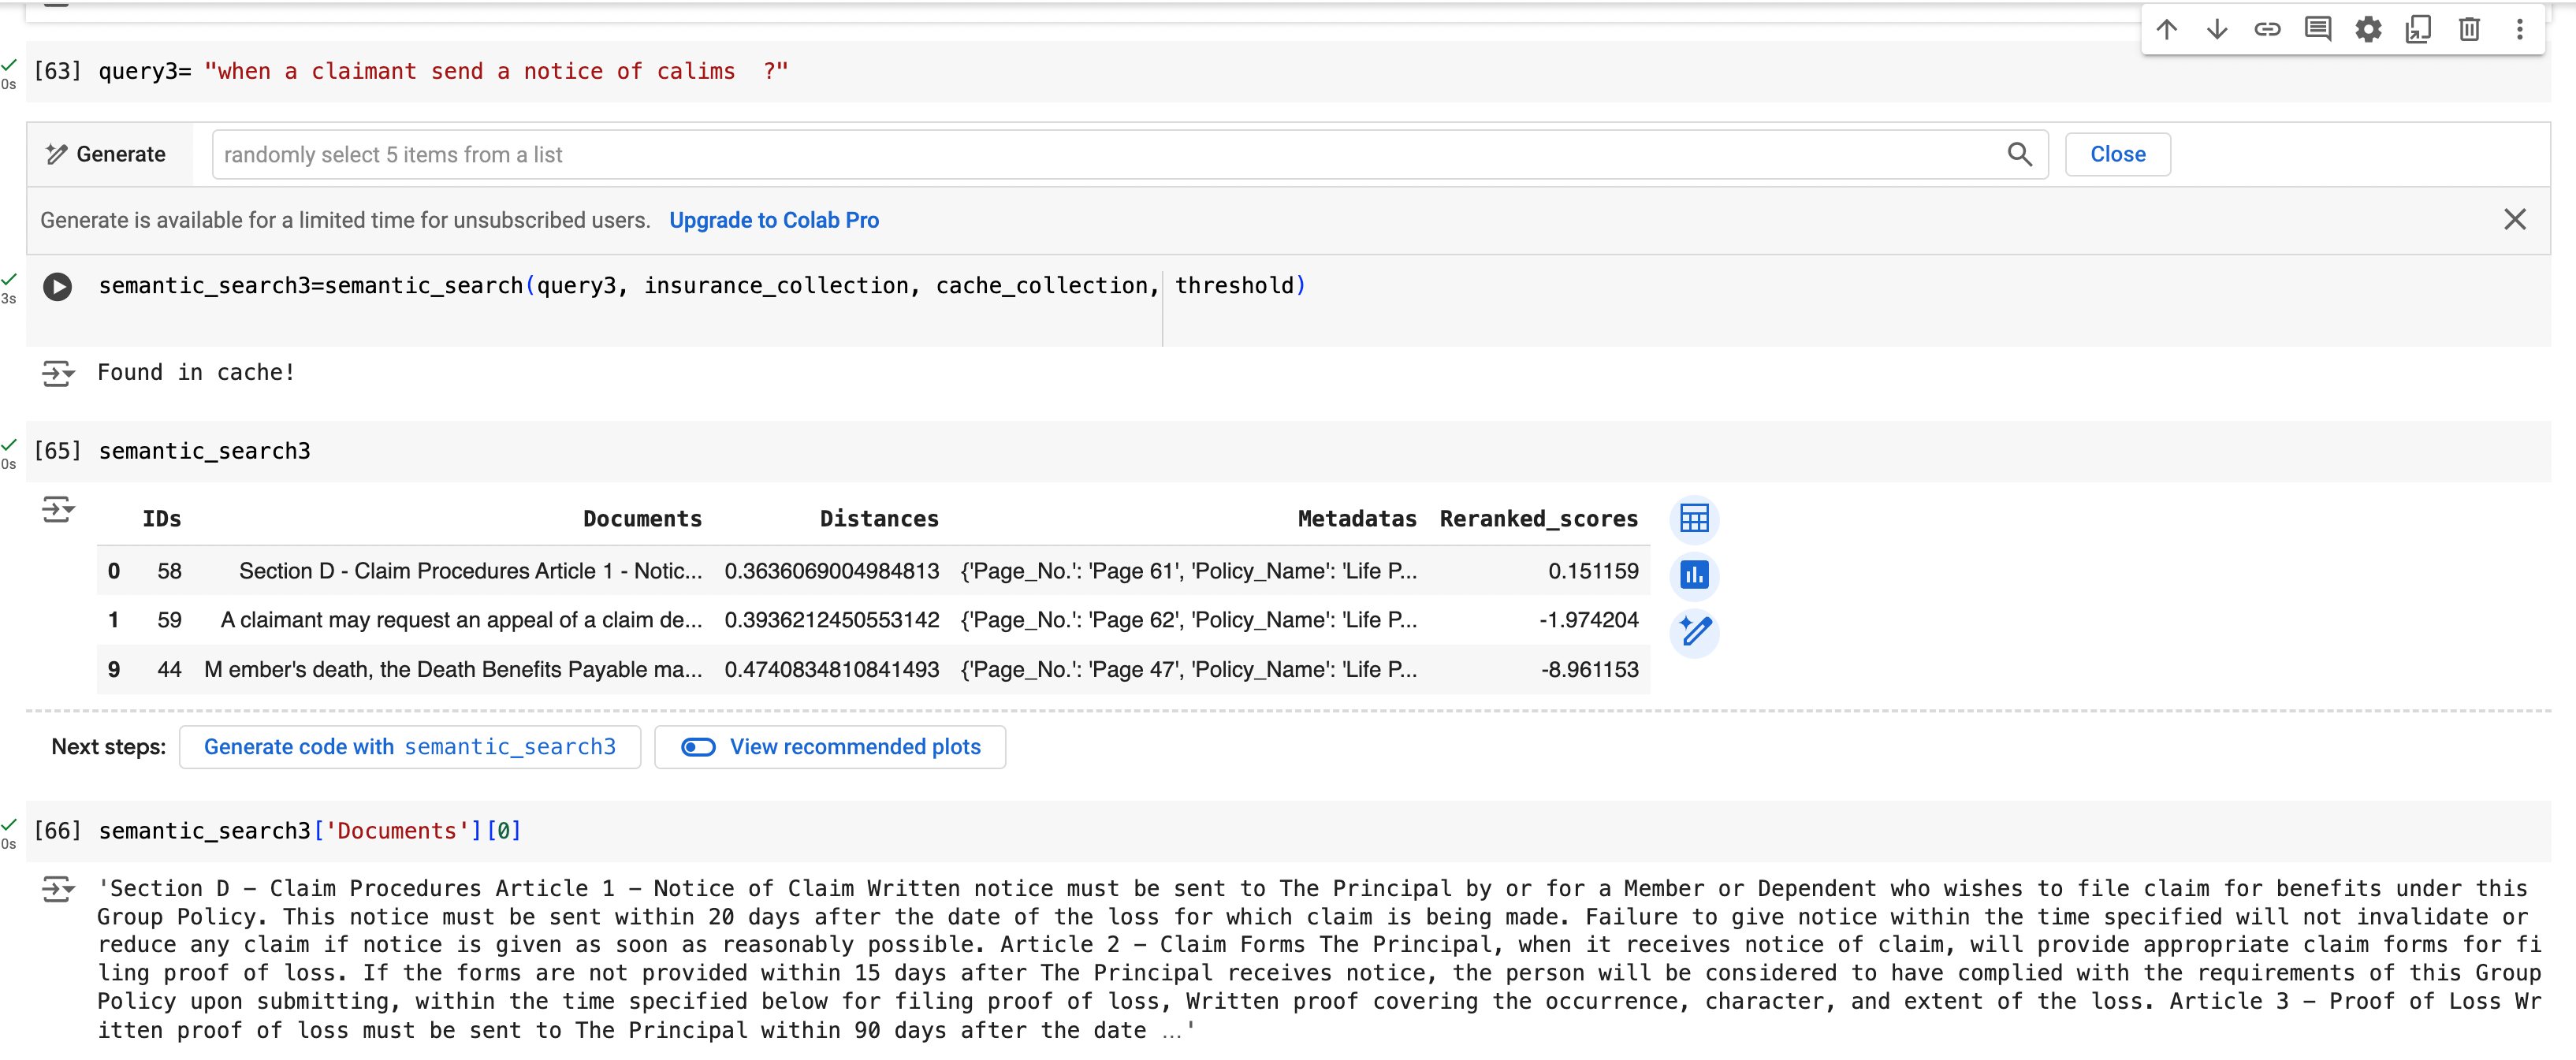 [63] query3= "when a claimant send a notice of calims  ?"
0s
Generate
randomly select 5 items from a list
Close
Generate is available for a limited time for unsubscribed users. Upgrade to Colab Pro
3s
semantic_search3=semantic_search(query3, insurance_collection, cache_collection, threshold)
Found in cache!
[65] semantic_search3
0s
IDs Documents Distances Metadatas Reranked_scores
0 58 Section D - Claim Procedures Article 1 - Notic... 0.3636069004984813 {'Page_No.': 'Page 61', 'Policy_Name': 'Life P... 0.151159
1 59 A claimant may request an appeal of a claim de... 0.3936212450553142 {'Page_No.': 'Page 62', 'Policy_Name': 'Life P... -1.974204
9 44 M ember's death, the Death Benefits Payable ma... 0.4740834810841493 {'Page_No.': 'Page 47', 'Policy_Name': 'Life P... -8.961153
Next steps: Generate code with semantic_search3 View recommended plots
[66] semantic_search3['Documents'][0]
0s
'Section D – Claim Procedures Article 1 – Notice of Claim Written notice must be sent to The Principal by or for a Member or Dependent who wishes to file claim for benefits under this
Group Policy. This notice must be sent within 20 days after the date of the loss for which claim is being made. Failure to give notice within the time specified will not invalidate or
reduce any claim if notice is given as soon as reasonably possible. Article 2 – Claim Forms The Principal, when it receives notice of claim, will provide appropriate claim forms for fi
ling proof of loss. If the forms are not provided within 15 days after The Principal receives notice, the person will be considered to have complied with the requirements of this Group
Policy upon submitting, within the time specified below for filing proof of loss, Written proof covering the occurrence, character, and extent of the loss. Article 3 – Proof of Loss Wr
itten proof of loss must be sent to The Principal within 90 days after the date ...'